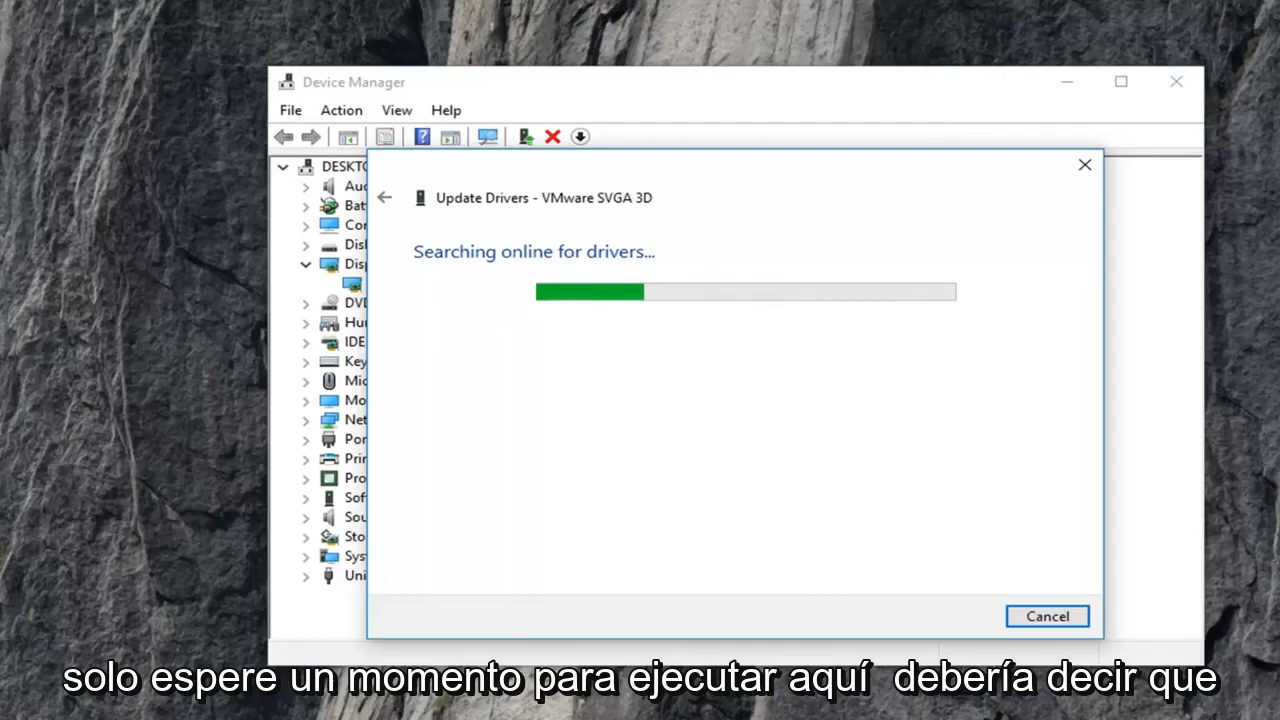 Device Manager
File Action View Help
DESKTO
Aud
Bat
Cor
Disl
Disp
DVI
Hur
IDE
Key
Mic
Mo
Net
Por
Prir
Pro
Sof
Sou
Sto
Sys
Uni
Update Drivers - VMware SVGA 3D
Searching online for drivers...
Cancel
solo espere un momento para ejecutar aquí debería decir que